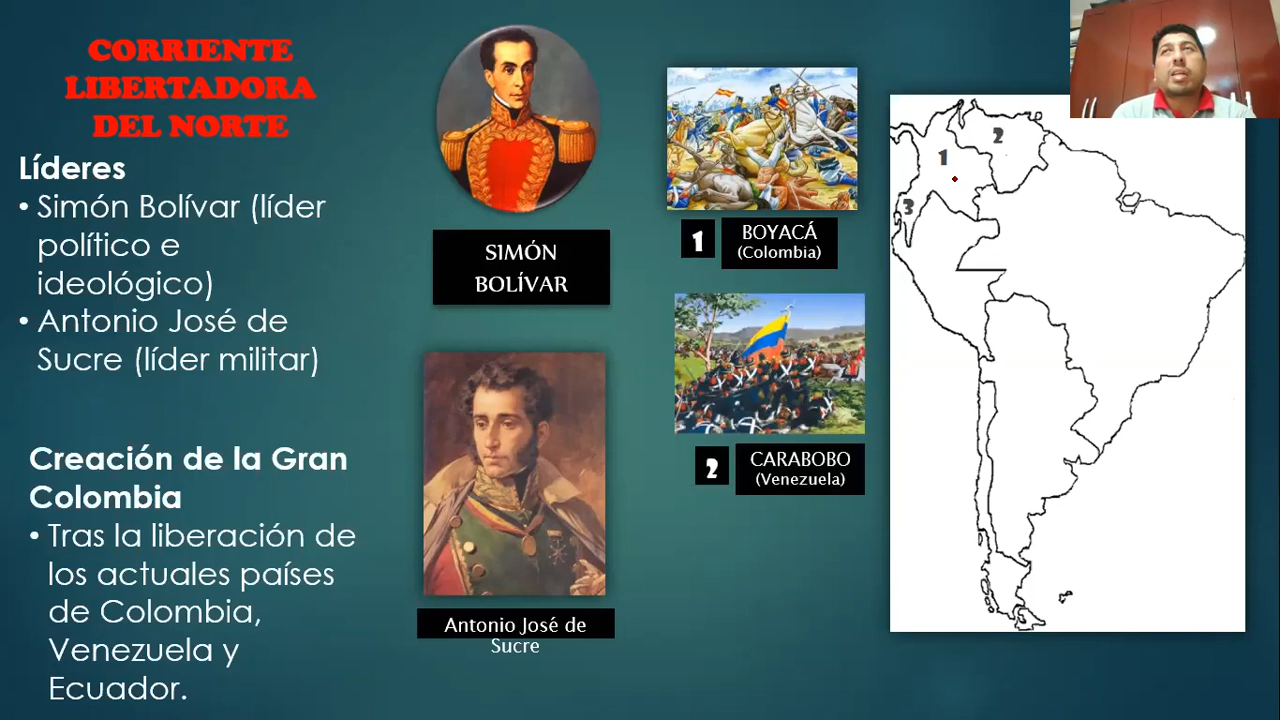 CORRIENTE
LIBERTADORA
DEL NORTE
Líderes
• Simón Bolívar (líder
político e
ideológico)
• Antonio José de
Sucre (líder militar)
Creación de la Gran
Colombia
• Tras la liberación de
los actuales países
de Colombia,
Venezuela y
Ecuador.
SIMÓN
BOLÍVAR
Antonio José de
Sucre
1
BOYACÁ
(Colombia)
2
CARABOBO
(Venezuela)
1
2
3